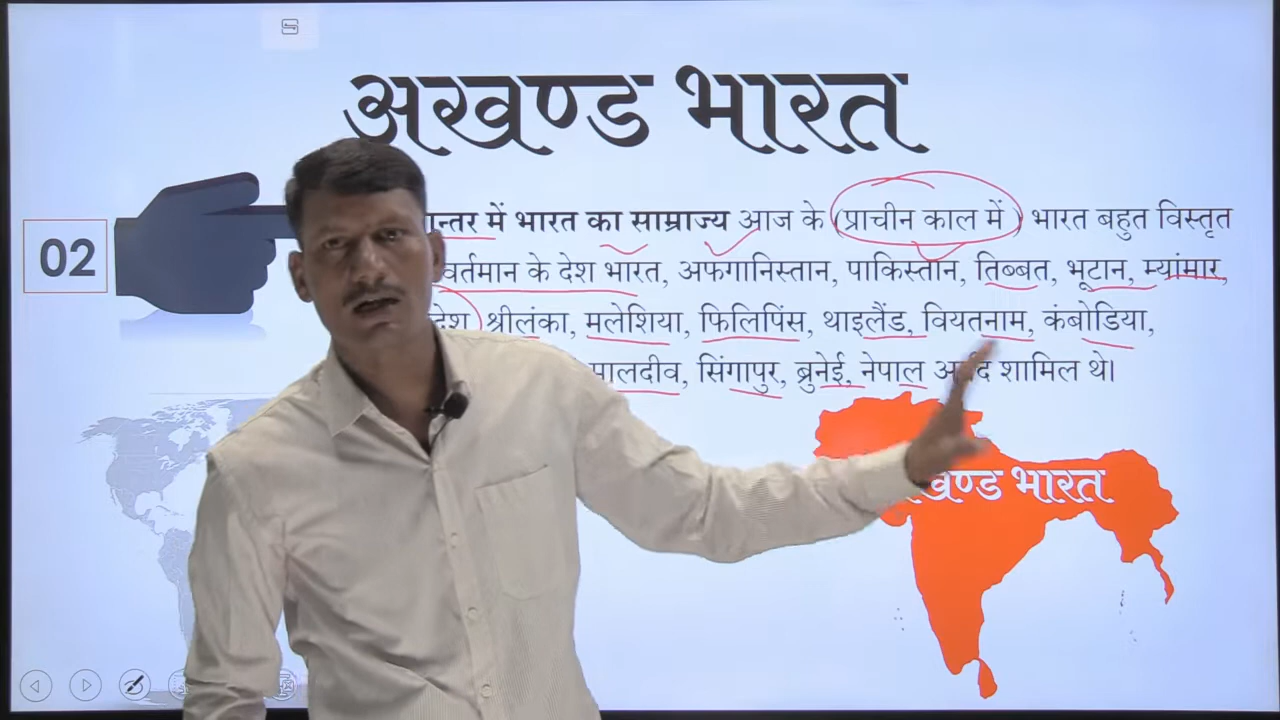 अखण्ड भारत
02
न्तर में भारत का साम्राज्य आज के (प्राचीन काल में ) भारत बहुत विस्तृत
वर्तमान के देश भारत, अफगानिस्तान, पाकिस्तान, तिब्बत, भूटान, म्यांमार,
देश श्रीलंका, मलेशिया, फिलिपिंस, थाइलैंड, वियतनाम, कंबोडिया,
मालदीव, सिंगापुर, ब्रुनेई, नेपाल आदि शामिल थे।
खण्ड भारत